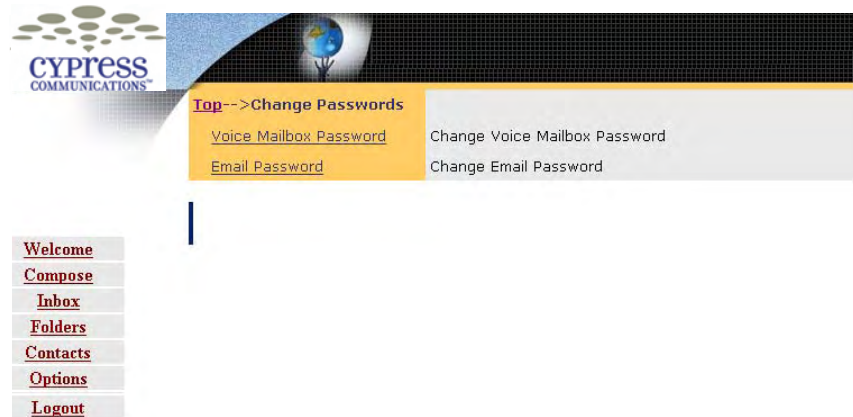 CYPRESS
COMMUNICATIONS™
Top-->Change Passwords
Voice Mailbox Password Change Voice Mailbox Password
Email Password Change Email Password
Welcome
Compose
Inbox
Folders
Contacts
Options
Logout